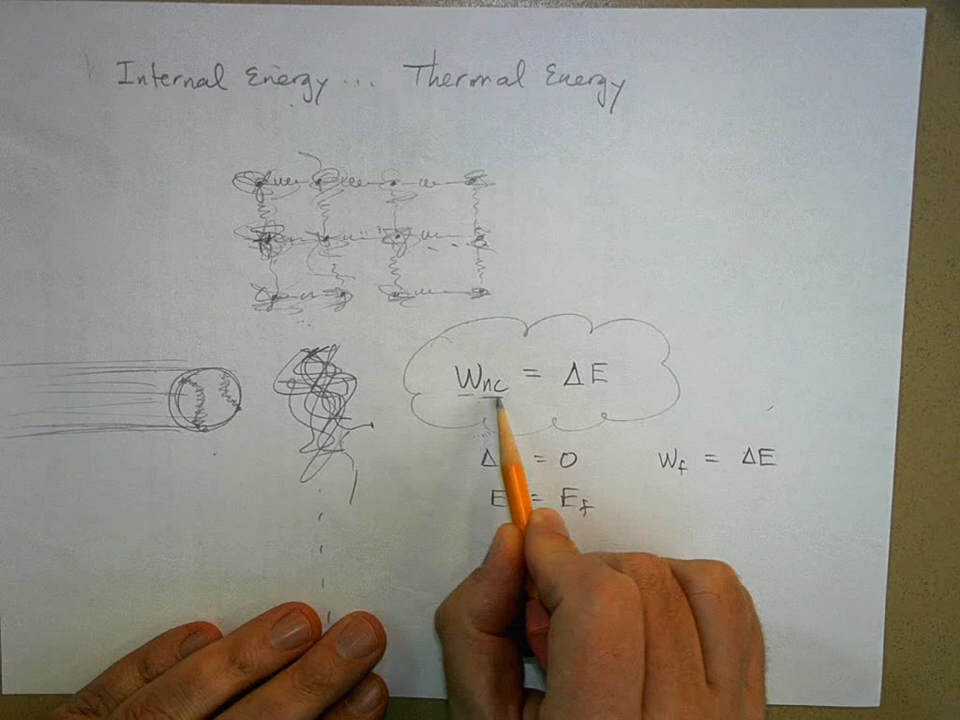 Internal Energy ... Thermal Energy
Wnc = ΔE
Δ = 0 Wf = ΔE
E = Ef